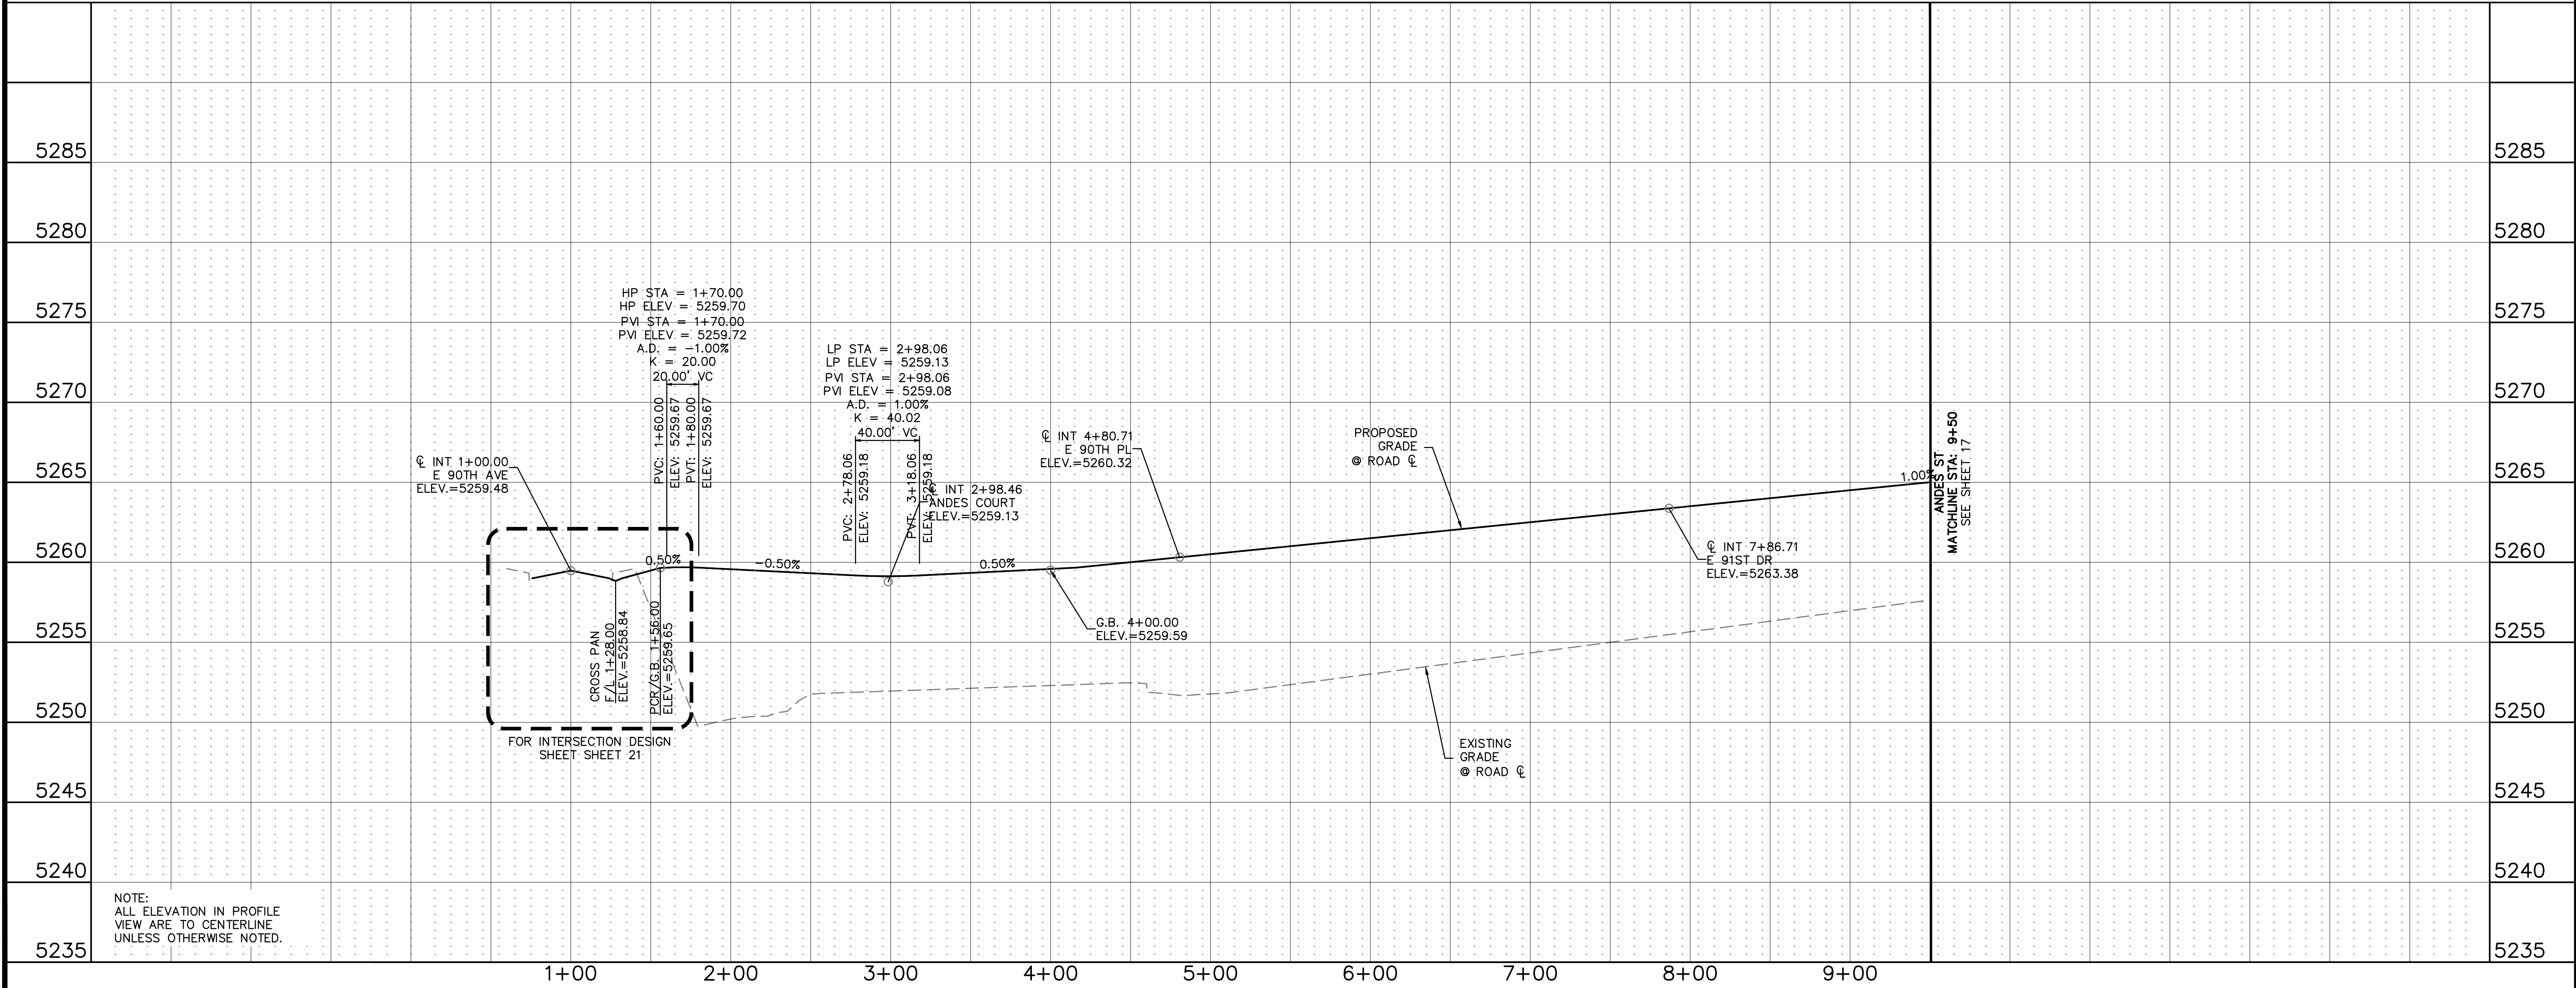 HP STA = 1+70.00
HP ELEV = 5259.70
PVI STA = 1+70.00
PVI ELEV = 5259.72
A.D. = -1.00%
K = 20.00
20.00' VC
PVC: 1+60.00
ELEV: 5259.67
PVT: 1+80.00
ELEV: 5259.67
LP STA = 2+98.06
LP ELEV = 5259.13
PVI STA = 2+98.06
PVI ELEV = 5259.08
A.D. = 1.00%
K = 40.02
40.00' VC
PVC: 2+78.06
ELEV: 5259.18
PVT: 3+18.06
ELEV: 5259.18
℄ INT 1+00.00
E 90TH AVE
ELEV.=5259.48
℄ INT 2+98.46
ANDES COURT
ELEV.=5259.13
℄ INT 4+80.71
E 90TH PL
ELEV.=5260.32
PROPOSED
GRADE
@ ROAD ℄
1.00%
ANDES ST
MATCHLINE STA: 9+50
SEE SHEET 17
℄ INT 7+86.71
E 91ST DR
ELEV.=5263.38
0.50%
-0.50%
0.50%
G.B. 4+00.00
ELEV.=5259.59
CROSS PAN
F/L 1+28.00
ELEV.=5258.84
PCR/G.B. 1+56.00
ELEV.=5259.65
FOR INTERSECTION DESIGN
SHEET SHEET 21
EXISTING
GRADE
@ ROAD ℄
NOTE:
ALL ELEVATION IN PROFILE
VIEW ARE TO CENTERLINE
UNLESS OTHERWISE NOTED.
5285
5280
5275
5270
5265
5260
5255
5250
5245
5240
5235
5285
5280
5275
5270
5265
5260
5255
5250
5245
5240
5235
1+00
2+00
3+00
4+00
5+00
6+00
7+00
8+00
9+00